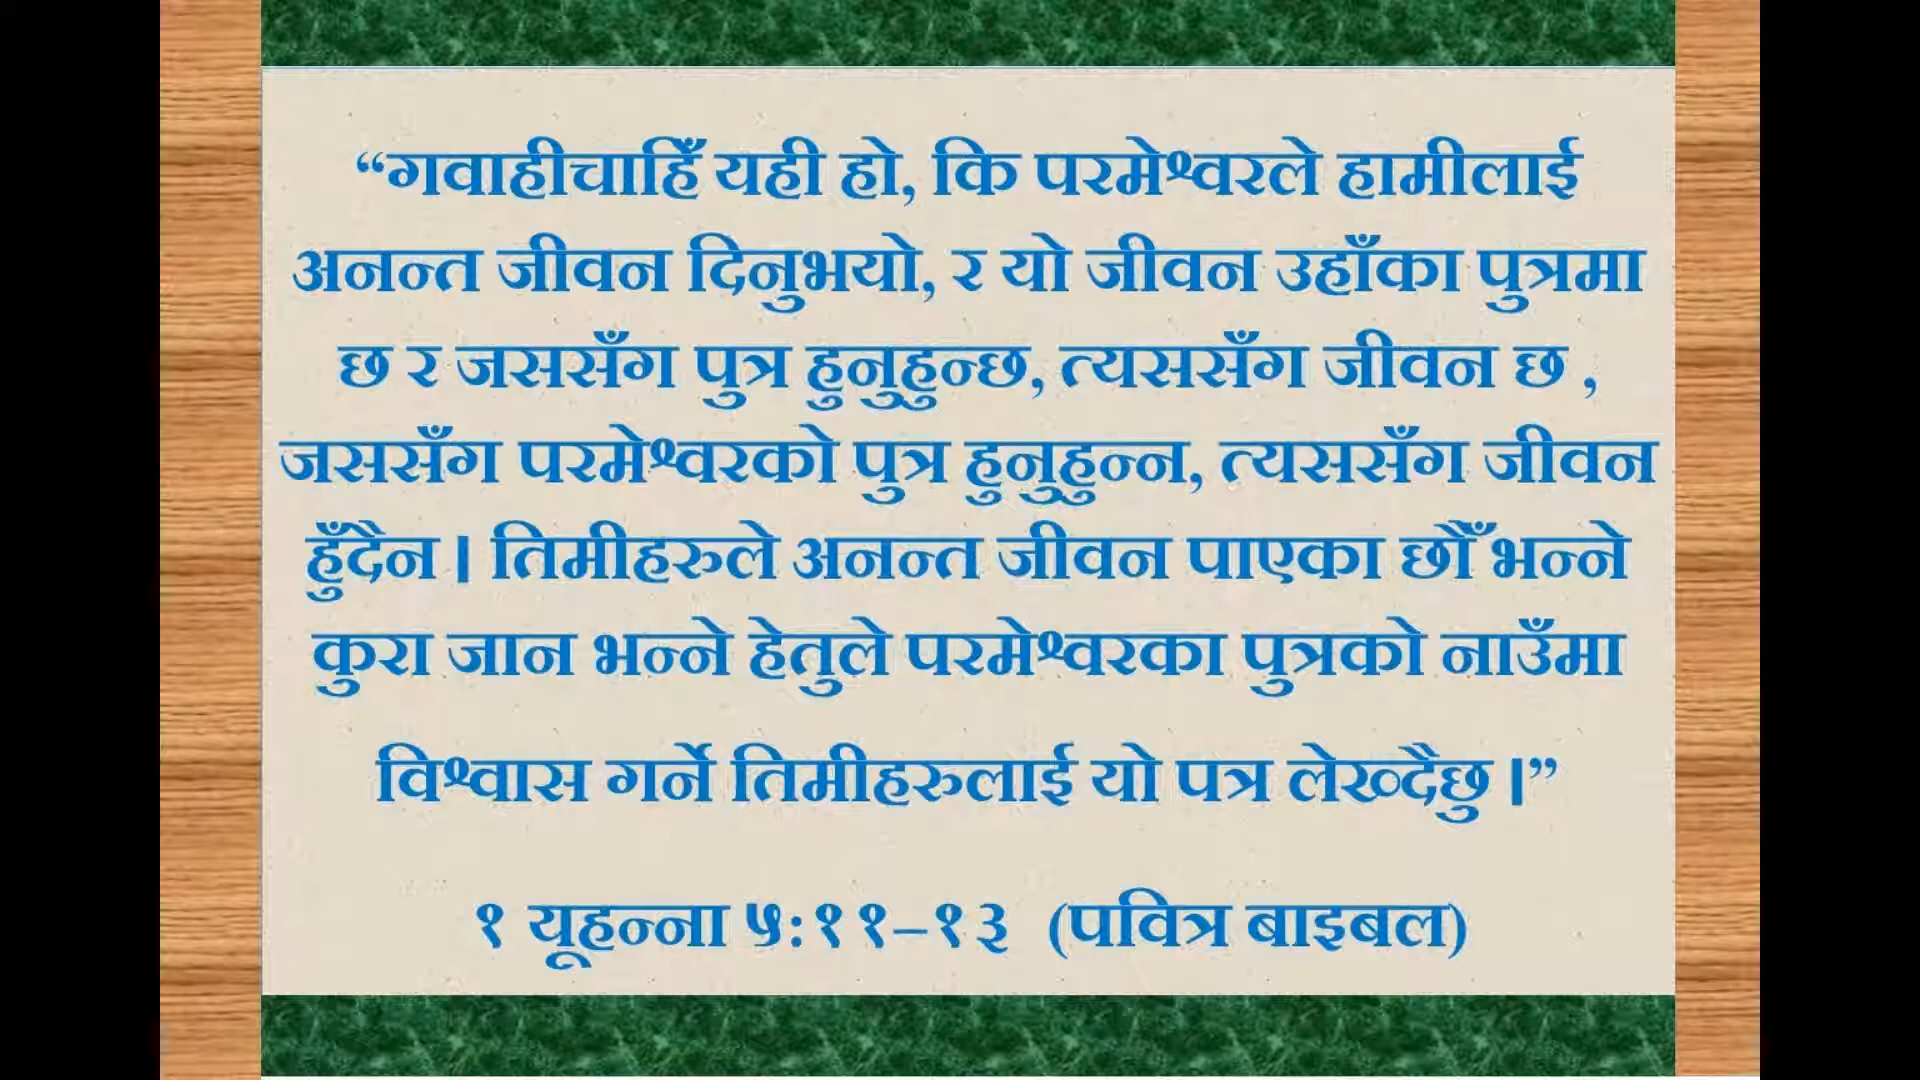 “गवाहीचाहिँ यही हो, कि परमेश्वरले हामीलाई
अनन्त जीवन दिनुभयो, र यो जीवन उहाँका पुत्रमा
छ र जससँग पुत्र हुनुहुन्छ, त्यससँग जीवन छ ,
जससँग परमेश्वरको पुत्र हुनुहुन्न, त्यससँग जीवन
हुँदैन । तिमीहरुले अनन्त जीवन पाएका छौँ भन्ने
कुरा जान भन्ने हेतुले परमेश्वरका पुत्रको नाउँमा
विश्वास गर्ने तिमीहरुलाई यो पत्र लेख्दैछु ।”
१ यूहन्ना ५:११–१३ (पवित्र बाइबल)